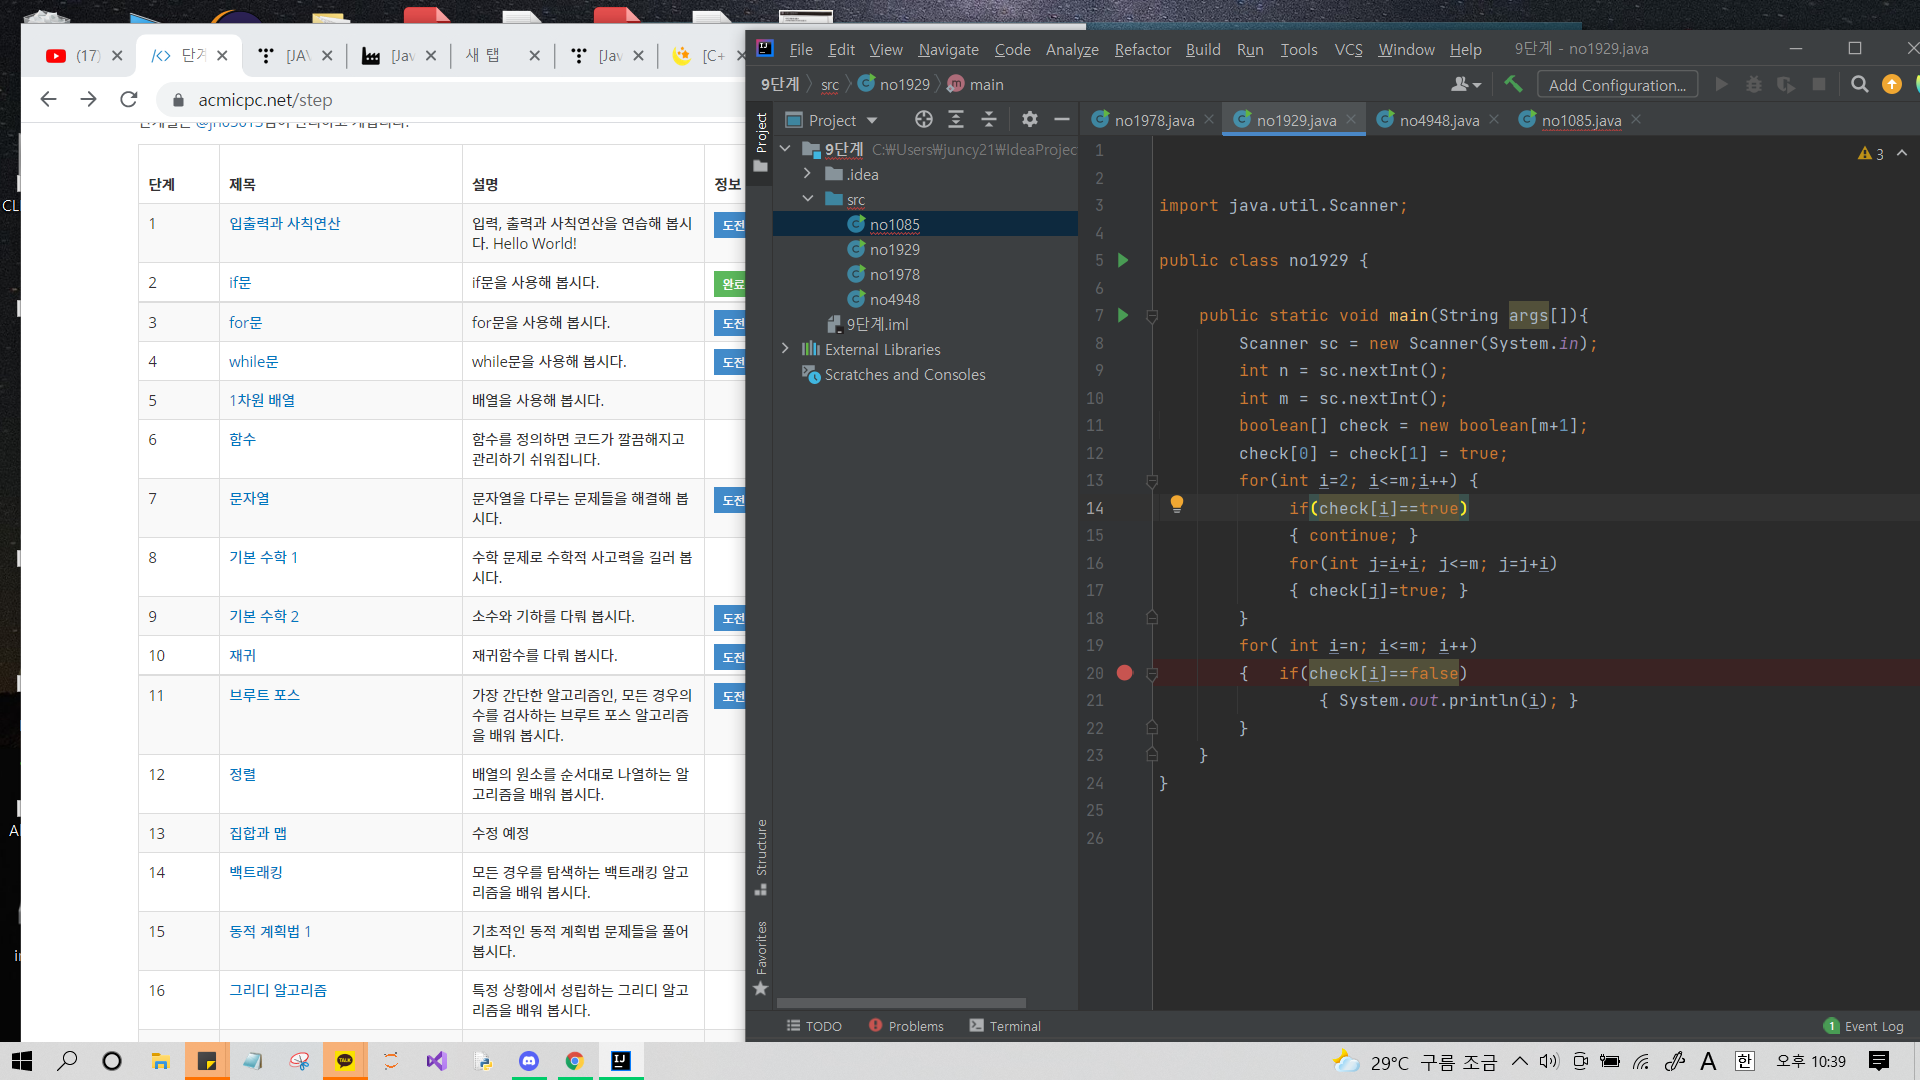 (17)
단계
[JA\
[Jav
새 탭
[Jav
[C+
acmicpc.net/step
단계 제목 설명 정보
1 입출력과 사칙연산 입력, 출력과 사칙연산을 연습해 봅시다. Hello World! 도전
2 if문 if문을 사용해 봅시다. 완료
3 for문 for문을 사용해 봅시다. 도전
4 while문 while문을 사용해 봅시다. 도전
5 1차원 배열 배열을 사용해 봅시다.
6 함수 함수를 정의하면 코드가 깔끔해지고 관리하기 쉬워집니다.
7 문자열 문자열을 다루는 문제들을 해결해 봅시다. 도전
8 기본 수학 1 수학 문제로 수학적 사고력을 길러 봅시다.
9 기본 수학 2 소수와 기하를 다뤄 봅시다. 도전
10 재귀 재귀함수를 다뤄 봅시다. 도전
11 브루트 포스 가장 간단한 알고리즘인, 모든 경우의 수를 검사하는 브루트 포스 알고리즘을 배워 봅시다. 도전
12 정렬 배열의 원소를 순서대로 나열하는 알고리즘을 배워 봅시다.
13 집합과 맵 수정 예정
14 백트래킹 모든 경우를 탐색하는 백트래킹 알고리즘을 배워 봅시다.
15 동적 계획법 1 기초적인 동적 계획법 문제들을 풀어 봅시다.
16 그리디 알고리즘 특정 상황에서 성립하는 그리디 알고리즘을 배워 봅시다.
File Edit View Navigate Code Analyze Refactor Build Run Tools VCS Window Help 9단계 - no1929.java
9단계 src no1929 main Add Configuration...
Project
Project
no1978.java no1929.java no4948.java no1085.java
9단계 C:₩Users₩juncy21₩IdeaProjec
.idea
src
no1085
no1929
no1978
no4948
9단계.iml
External Libraries
Scratches and Consoles
Structure
Favorites
3
1
2
3 import java.util.Scanner;
4
5 public class no1929 {
6
7 public static void main(String args[]){
8 Scanner sc = new Scanner(System.in);
9 int n = sc.nextInt();
10 int m = sc.nextInt();
11 boolean[] check = new boolean[m+1];
12 check[0] = check[1] = true;
13 for(int i=2; i<=m;i++) {
14 if(check[i]==true)
15 { continue; }
16 for(int j=i+i; j<=m; j=j+i)
17 { check[j]=true; }
18 }
19 for( int i=n; i<=m; i++)
20 { if(check[i]==false)
21 { System.out.println(i); }
22 }
23 }
24 }
25
26
TODO Problems Terminal 1 Event Log
29°C 구름 조금 A 한 오후 10:39